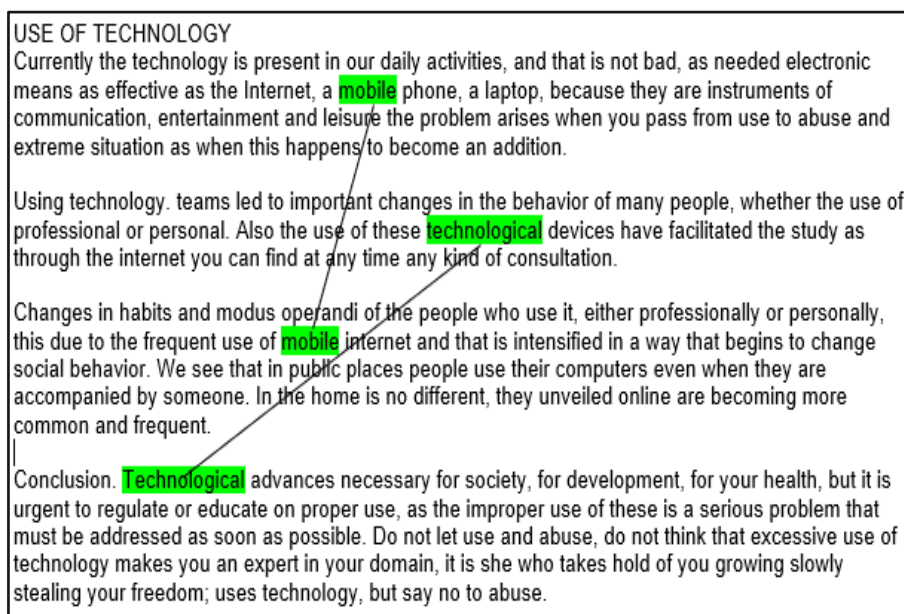 USE OF TECHNOLOGY
Currently the technology is present in our daily activities, and that is not bad, as needed electronic
means as effective as the Internet, a mobile phone, a laptop, because they are instruments of
communication, entertainment and leisure the problem arises when you pass from use to abuse and
extreme situation as when this happens to become an addition.
Using technology. teams led to important changes in the behavior of many people, whether the use of
professional or personal. Also the use of these technological devices have facilitated the study as
through the internet you can find at any time any kind of consultation.
Changes in habits and modus operandi of the people who use it, either professionally or personally,
this due to the frequent use of mobile internet and that is intensified in a way that begins to change
social behavior. We see that in public places people use their computers even when they are
accompanied by someone. In the home is no different, they unveiled online are becoming more
common and frequent.
Conclusion. Technological advances necessary for society, for development, for your health, but it is
urgent to regulate or educate on proper use, as the improper use of these is a serious problem that
must be addressed as soon as possible. Do not let use and abuse, do not think that excessive use of
technology makes you an expert in your domain, it is she who takes hold of you growing slowly
stealing your freedom; uses technology, but say no to abuse.